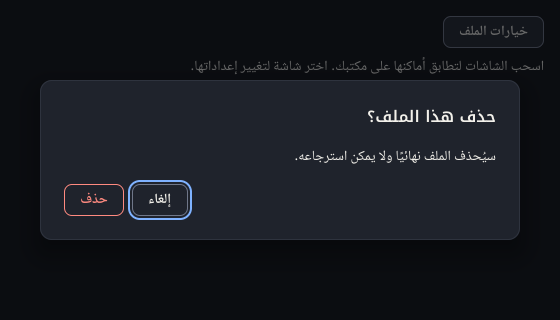 خيارات الملف
اسحب الشاشات لتطابق أماكنها على مكتبك. اختر شاشة لتغيير إعداداتها.
حذف هذا الملف؟
سيُحذف الملف نهائيًا ولا يمكن استرجاعه.
إلغاء
حذف